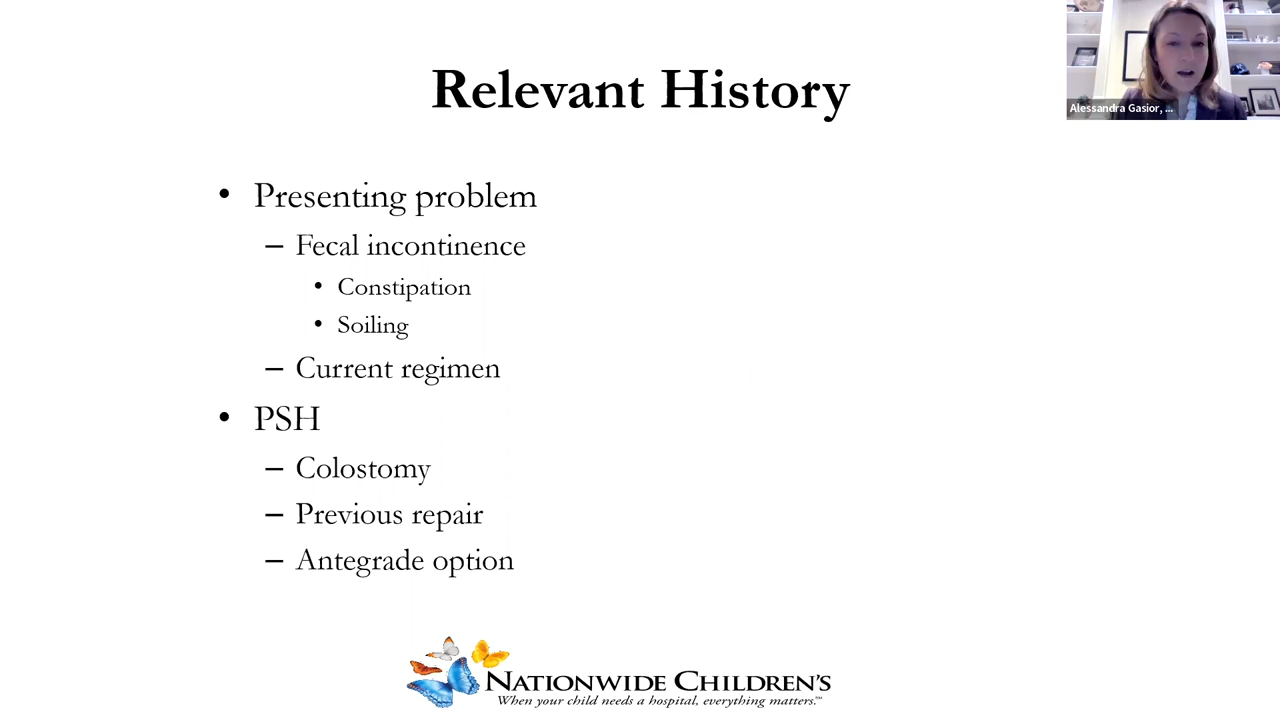 Relevant History
Alessandra Gasior, ...
• Presenting problem
– Fecal incontinence
• Constipation
• Soiling
– Current regimen
• PSH
– Colostomy
– Previous repair
– Antegrade option
NATIONWIDE CHILDREN'S
When your child needs a hospital, everything matters.℠